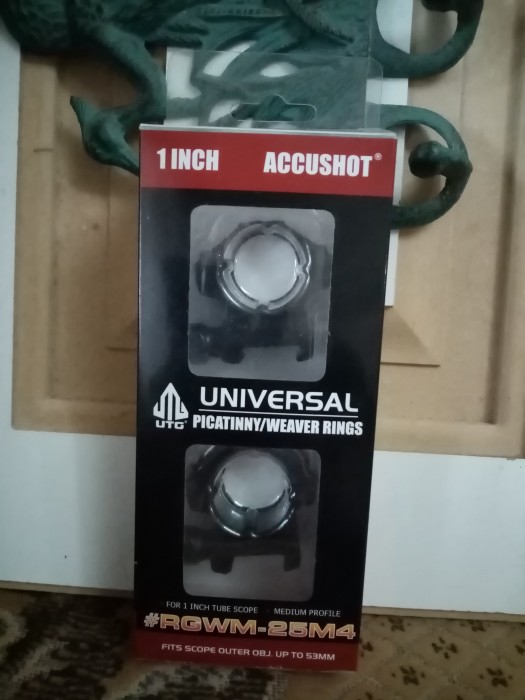 1 INCH ACCUSHOT®
UTG
UNIVERSAL
PICATINNY/WEAVER RINGS
FOR 1 INCH TUBE SCOPE MEDIUM PROFILE
#RGWM-25M4
FITS SCOPE OUTER OBJ. UP TO 53MM